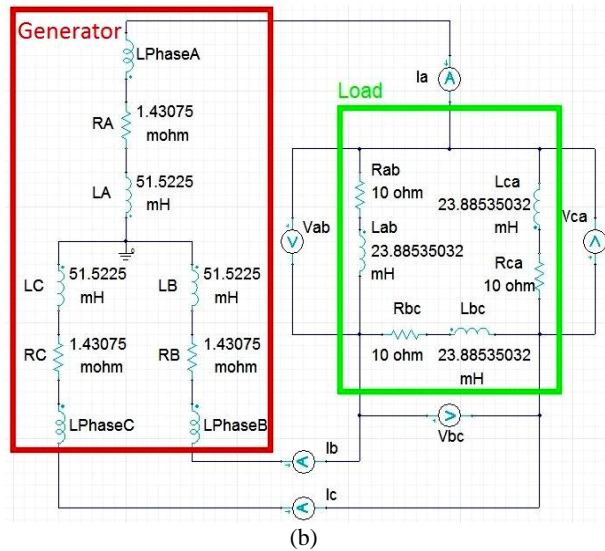 Generator
LPhaseA
RA
1.43075
mohm
LA
51.5225
mH
LC
51.5225
mH
LB
51.5225
mH
RC
1.43075
mohm
RB
1.43075
mohm
LPhaseC
LPhaseB
Ia
A
Load
Rab
10 ohm
Lab
23.88535032
mH
Lca
23.88535032
mH
Rca
10 ohm
Vab
V
Vca
V
Rbc
10 ohm
Lbc
23.88535032
mH
V
Vbc
Ib
A
Ic
A
(b)